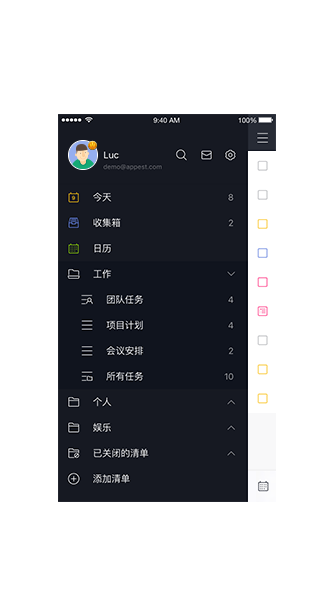 9:40 AM 100%
Luc
demo@appest.com
今天 8
收集箱 2
日历
工作
团队任务 4
项目计划 4
会议安排 2
所有任务 10
个人
娱乐
已关闭的清单
添加清单